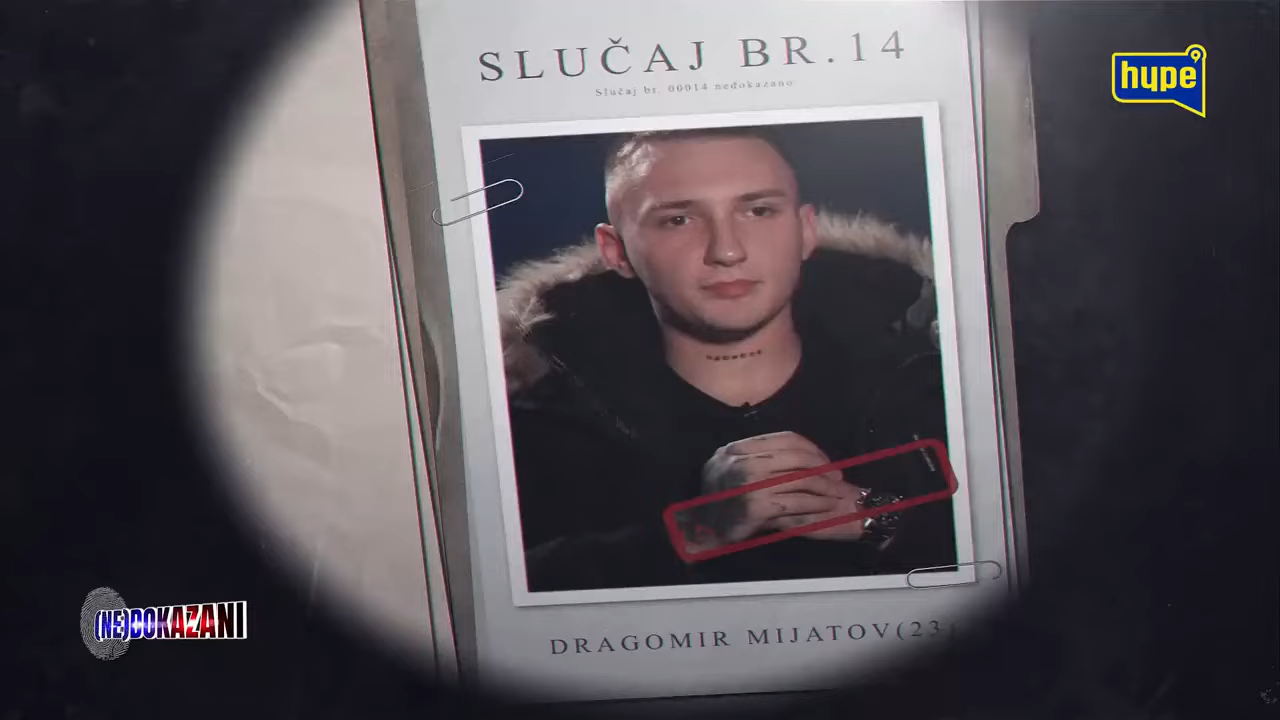 SLUČAJ BR.14
Slučaj br. 00014 nedokazano
hype
(NE)DOKAZANI
DRAGOMIR MIJATOV(23)